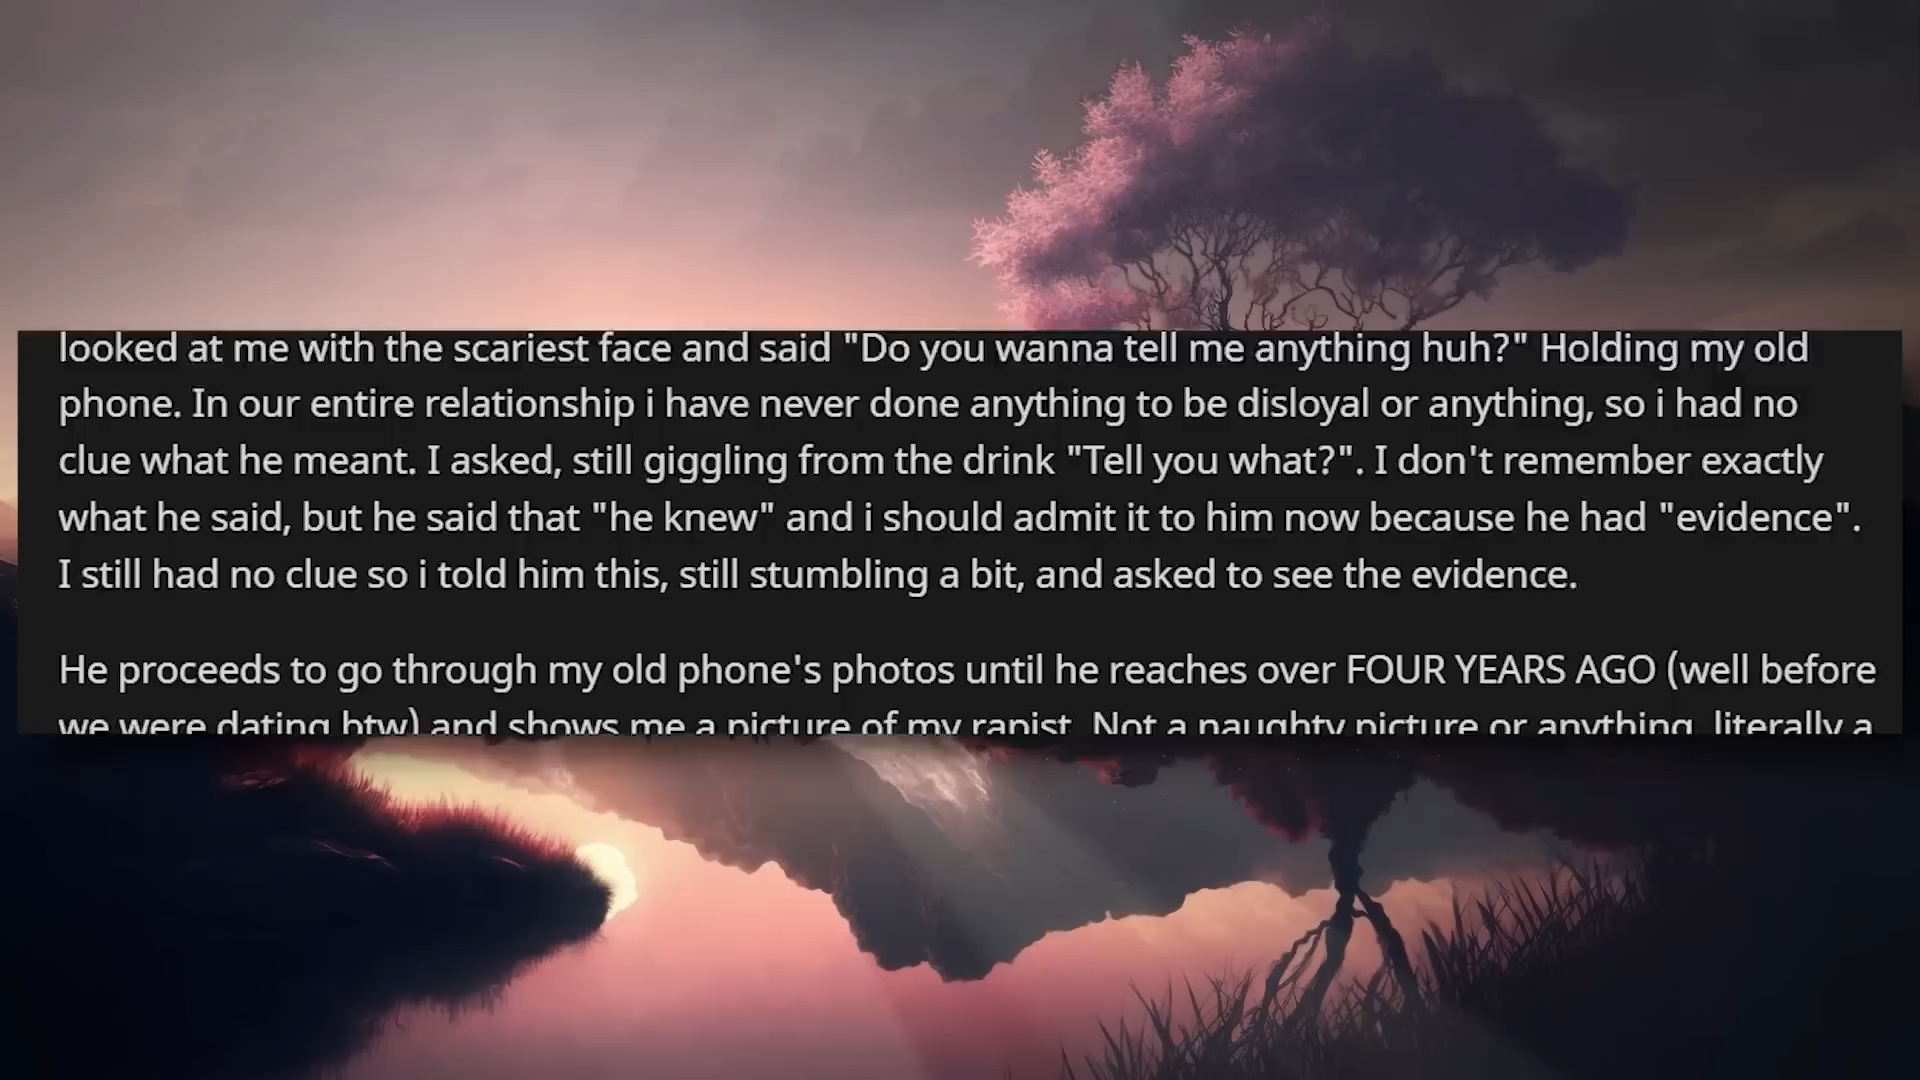 looked at me with the scariest face and said "Do you wanna tell me anything huh?" Holding my old
phone. In our entire relationship i have never done anything to be disloyal or anything, so i had no
clue what he meant. I asked, still giggling from the drink "Tell you what?". I don't remember exactly
what he said, but he said that "he knew" and i should admit it to him now because he had "evidence".
I still had no clue so i told him this, still stumbling a bit, and asked to see the evidence.
He proceeds to go through my old phone's photos until he reaches over FOUR YEARS AGO (well before
we were dating btw) and shows me a picture of my rapist. Not a naughty picture or anything, literally a